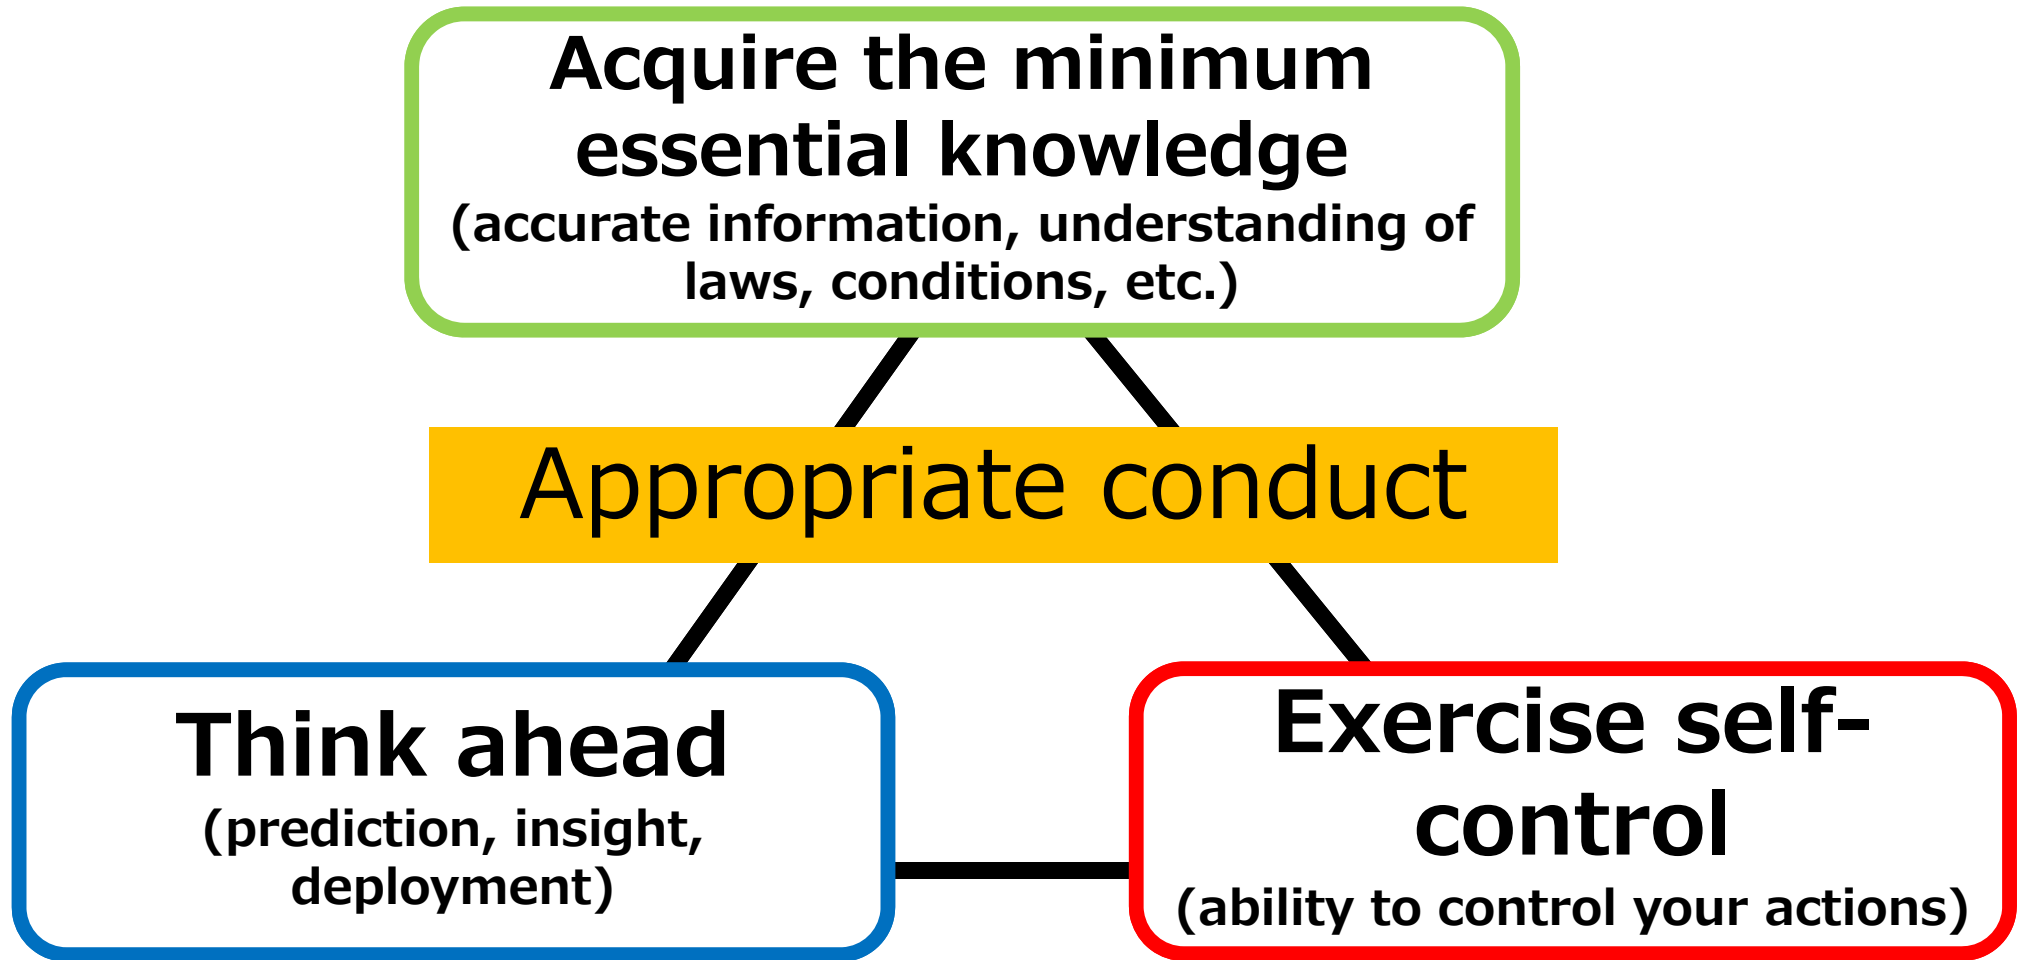 Acquire the minimum
essential knowledge
(accurate information, understanding of
laws, conditions, etc.)
Appropriate conduct
Think ahead
(prediction, insight,
deployment)
Exercise self-
control
(ability to control your actions)